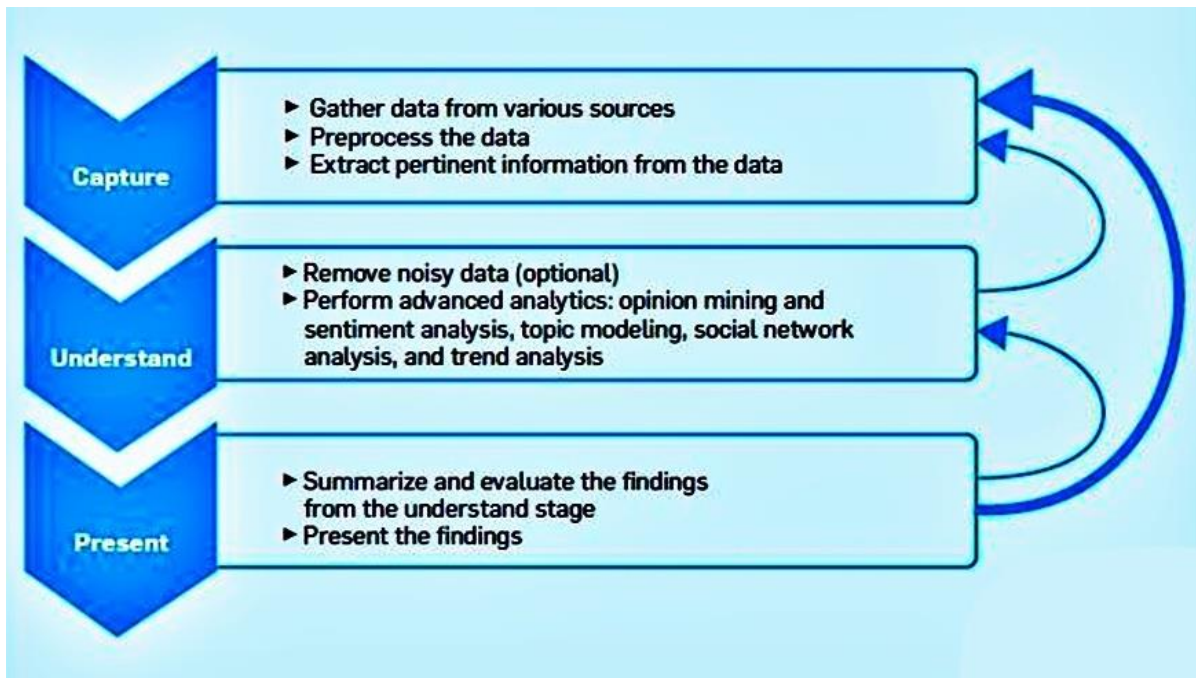 Capture
► Gather data from various sources
► Preprocess the data
► Extract pertinent information from the data
Understand
► Remove noisy data (optional)
► Perform advanced analytics: opinion mining and
sentiment analysis, topic modeling, social network
analysis, and trend analysis
Present
► Summarize and evaluate the findings
from the understand stage
► Present the findings